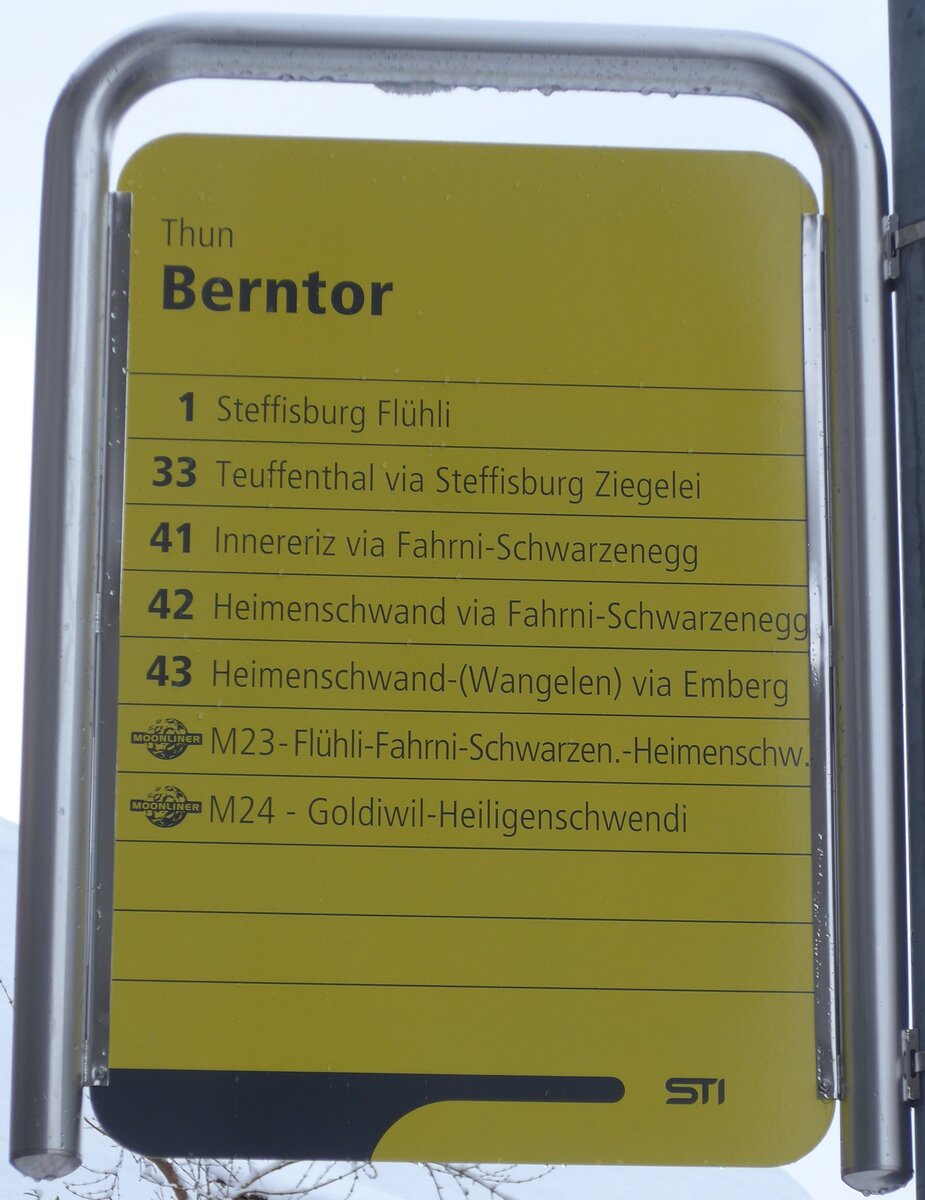 Thun
Berntor
1 Steffisburg Flühli
33 Teuffenthal via Steffisburg Ziegelei
41 Innereriz via Fahrni-Schwarzenegg
42 Heimenschwand via Fahrni-Schwarzenegg
43 Heimenschwand-(Wangelen) via Emberg
MOONLINER M23-Flühli-Fahrni-Schwarzen.-Heimenschw.
MOONLINER M24 - Goldiwil-Heiligenschwendi
STI